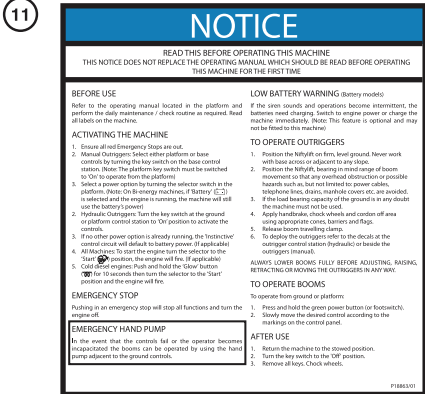 11
NOTICE
READ THIS BEFORE OPERATING THIS MACHINE
THIS NOTICE DOES NOT REPLACE THE OPERATING MANUAL WHICH SHOULD BE READ BEFORE OPERATING
THIS MACHINE FOR THE FIRST TIME
BEFORE USE
Refer to the operating manual located in the platform and
perform the daily maintenance / check routine as required. Read
all labels on the machine.
ACTIVATING THE MACHINE
1. Ensure all red Emergency Stops are out.
2. Manual Outriggers: Select either platform or base
controls by turning the key switch on the base control
station. (Note: The platform key switch must be switched
to 'On' to operate from the platform)
3. Select a power option by turning the selector switch in the
platform. (Note: On Bi-energy machines, if 'Battery' ( )
is selected and the engine is running, the machine will still
use the battery's power)
2. Hydraulic Outriggers: Turn the key switch at the ground
or platform control station to 'On' position to activate the
controls.
3. If no other power option is already running, the 'Instinctive'
control circuit will default to battery power. (If applicable)
4. All Machines: To start the engine turn the selector to the
'Start' position, the engine will fire. (If applicable)
5. Cold diesel engines: Push and hold the 'Glow' button
for 10 seconds then turn the selector to the 'Start'
position and the engine will fire.
EMERGENCY STOP
Pushing in an emergency stop will stop all functions and turn the
engine off.
EMERGENCY HAND PUMP
In the event that the controls fail or the operator becomes
incapacitated the booms can be operated by using the hand
pump adjacent to the ground controls.
LOW BATTERY WARNING (Battery models)
If the siren sounds and operations become intermittent, the
batteries need charging. Switch to engine power or charge the
machine immediately. (Note: This feature is optional and may
not be fitted to this machine)
TO OPERATE OUTRIGGERS
1. Position the Niftylift on firm, level ground. Never work
with base across or adjacent to any slope.
2. Position the Niftylift, bearing in mind range of boom
movement so that any overhead obstruction or possible
hazards such as, but not limited to: power cables,
telephone lines, drains, manhole covers etc. are avoided.
3. If the load bearing capacity of the ground is in any doubt
the machine must not be used.
4. Apply handbrake, chock wheels and cordon off area
using appropriate cones, barriers and flags.
5. Release boom travelling clamp.
6. To deploy the outriggers refer to the decals at the
outrigger control station (hydraulic) or beside the
outriggers (manual).
ALWAYS LOWER BOOMS FULLY BEFORE ADJUSTING, RAISING,
RETRACTING OR MOVING THE OUTRIGGERS IN ANY WAY.
TO OPERATE BOOMS
To operate from ground or platform:
1. Press and hold the green power button (or footswitch).
2. Slowly move the desired control according to the
markings on the control panel.
AFTER USE
1. Return the machine to the stowed position.
2. Turn the key switch to the 'Off' position.
3. Remove all keys. Chock wheels.
P18863/01